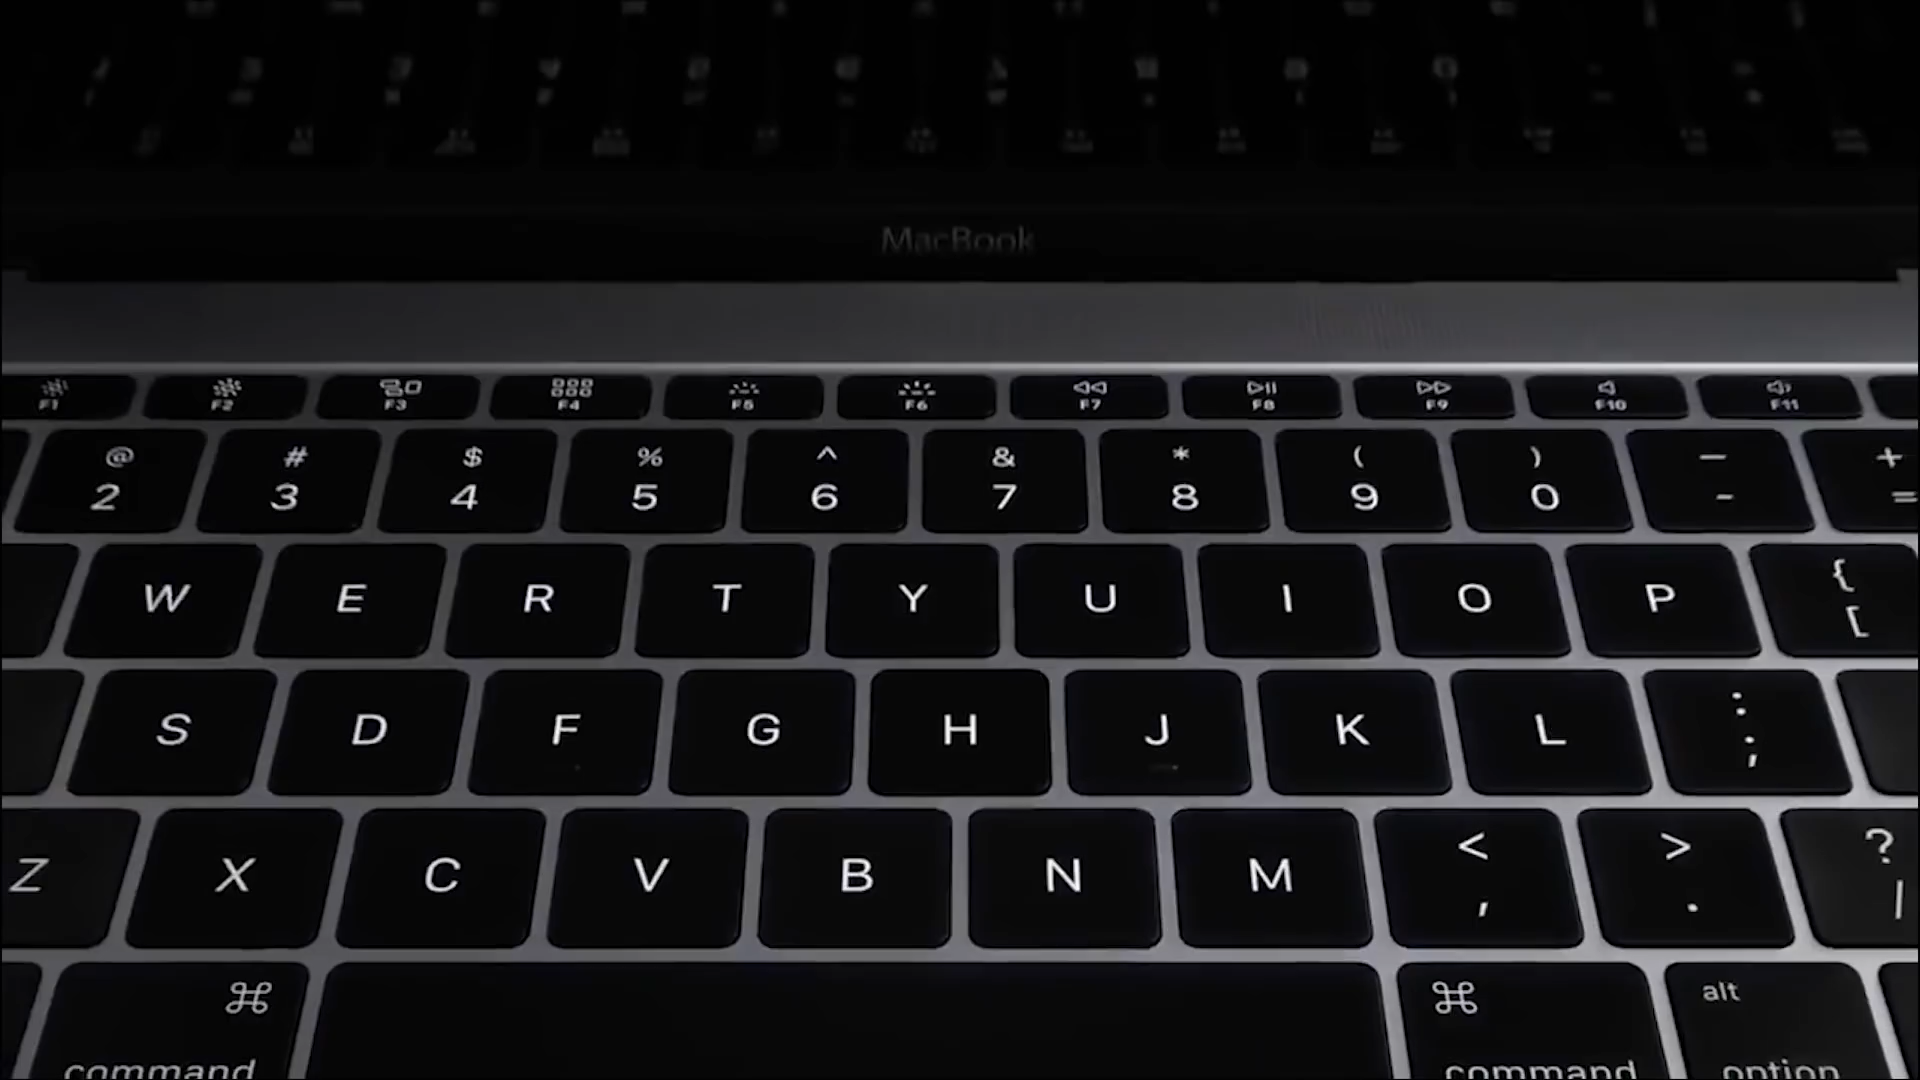 MacBook
F1 F2 F3 F4 F5 F6 F7 F8 F9 F10 F11
@ # $ % ^ & * ( ) — +
2 3 4 5 6 7 8 9 0 - =
W E R T Y U I O P { [
S D F G H J K L : ;
Z X C V B N M < , > . ? /
⌘ ⌘ alt
command command option